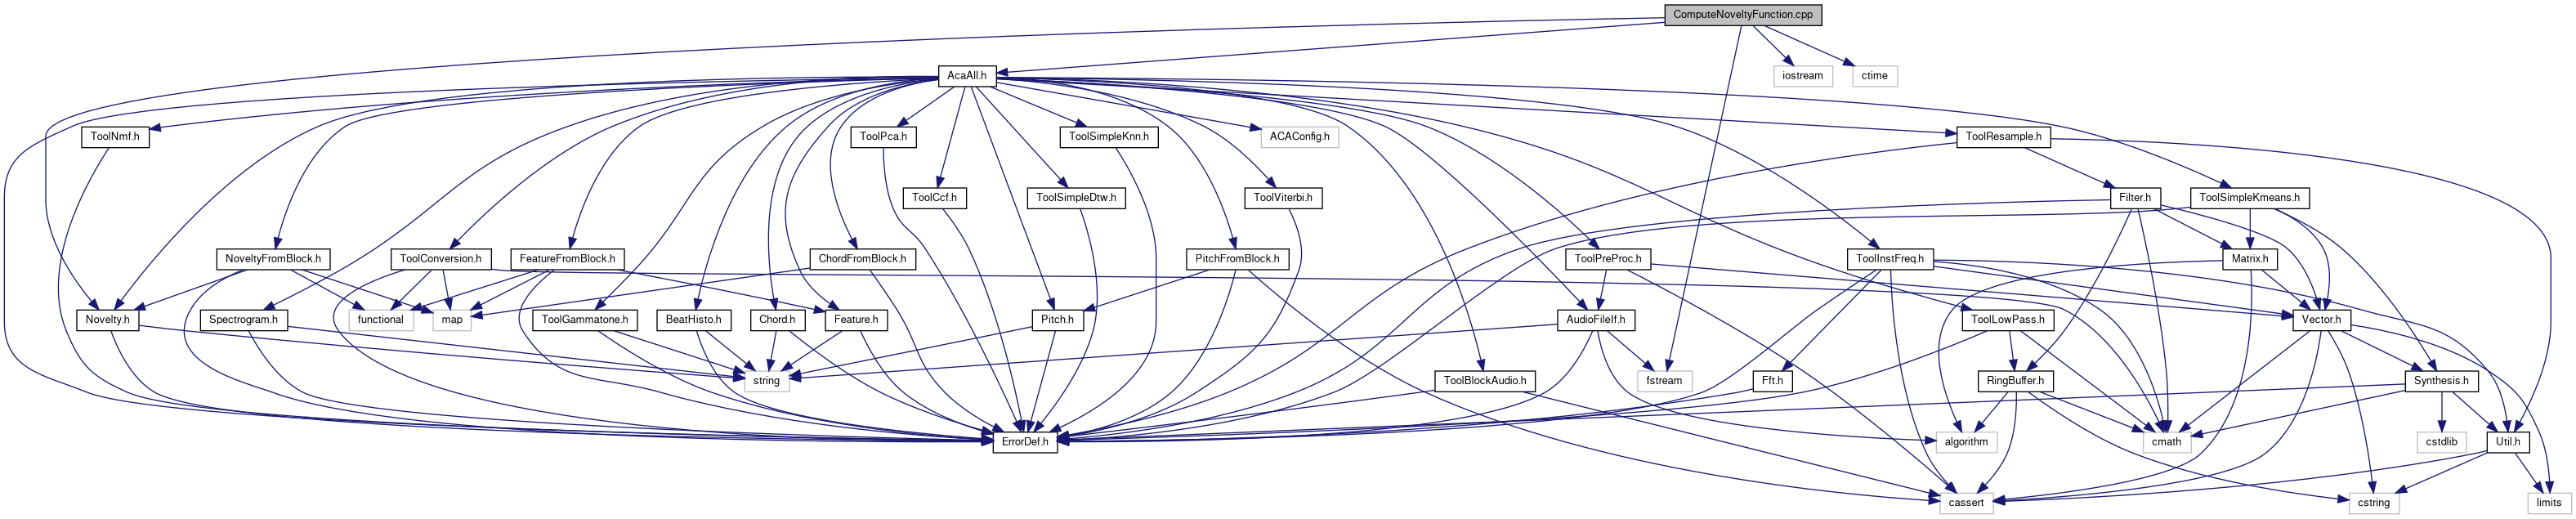 ComputeNoveltyFunction.cpp
AcaAll.h
iostream
ctime
ToolNmf.h
ToolPca.h
ToolSimpleKnn.h
ACAConfig.h
ToolResample.h
ToolCcf.h
ToolSimpleDtw.h
ToolViterbi.h
Filter.h
ToolSimpleKmeans.h
NoveltyFromBlock.h
ToolConversion.h
FeatureFromBlock.h
ChordFromBlock.h
PitchFromBlock.h
ToolPreProc.h
ToolInstFreq.h
Matrix.h
Novelty.h
Spectrogram.h
functional
map
ToolGammatone.h
BeatHisto.h
Chord.h
Feature.h
Pitch.h
AudioFileIf.h
ToolLowPass.h
Vector.h
string
ToolBlockAudio.h
fstream
Fft.h
RingBuffer.h
Synthesis.h
ErrorDef.h
algorithm
cmath
cstdlib
Util.h
cassert
cstring
limits